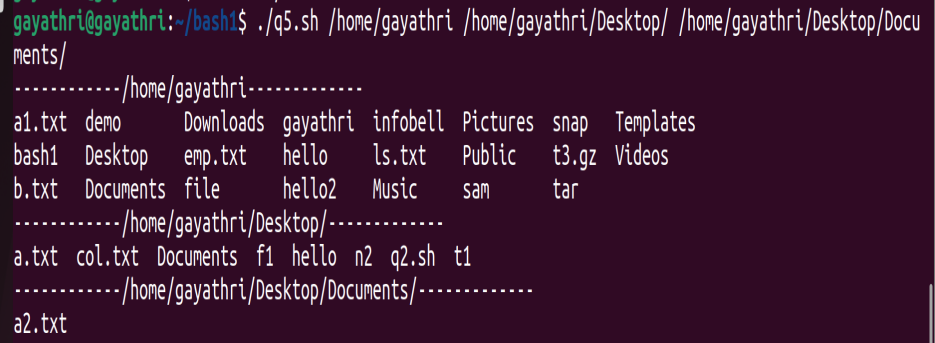 gayathri@gayathri:~/bash1$ ./q5.sh /home/gayathri /home/gayathri/Desktop/ /home/gayathri/Desktop/Docu
ments/
------------/home/gayathri-------------
a1.txt  demo       Downloads  gayathri  infobell  Pictures  snap   Templates
bash1   Desktop    emp.txt    hello     ls.txt    Public    t3.gz  Videos
b.txt   Documents  file       hello2    Music     sam       tar
------------/home/gayathri/Desktop/-------------
a.txt  col.txt  Documents  f1  hello  n2  q2.sh  t1
------------/home/gayathri/Desktop/Documents/-------------
a2.txt